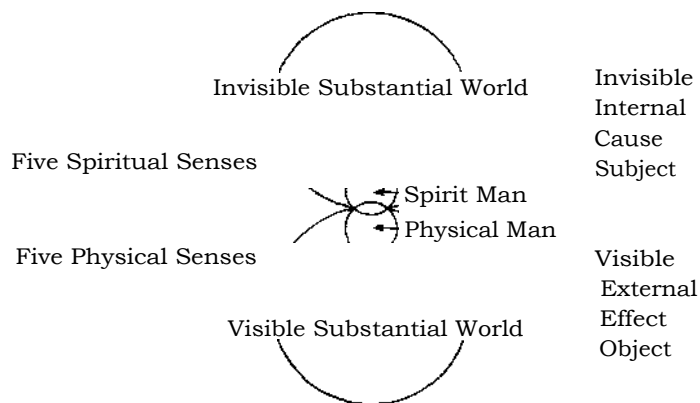 Invisible Substantial World
Invisible
Internal
Cause
Subject
Five Spiritual Senses
Spirit Man
Physical Man
Five Physical Senses
Visible
External
Effect
Object
Visible Substantial World